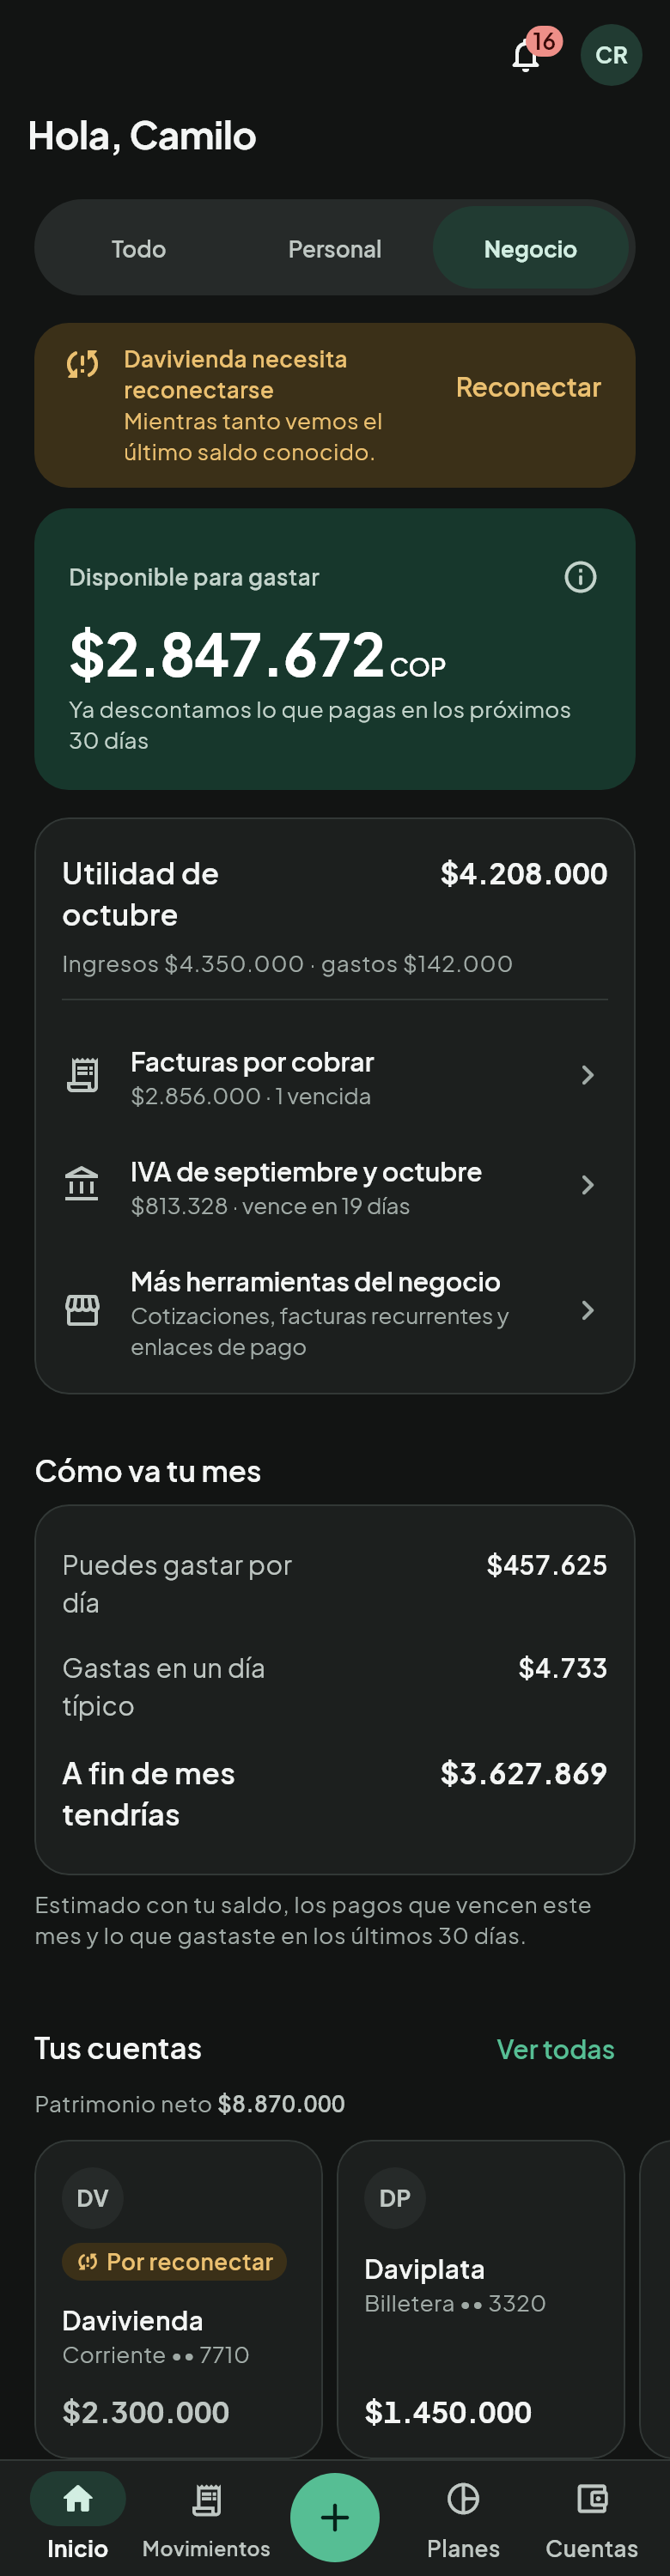 16
CR
Hola, Camilo
Todo Personal Negocio
Davivienda necesita
reconectarse
Mientras tanto vemos el
último saldo conocido.
Reconectar
Disponible para gastar
$2.847.672 COP
Ya descontamos lo que pagas en los próximos
30 días
Utilidad de
octubre
$4.208.000
Ingresos $4.350.000 · gastos $142.000
Facturas por cobrar
$2.856.000 · 1 vencida
IVA de septiembre y octubre
$813.328 · vence en 19 días
Más herramientas del negocio
Cotizaciones, facturas recurrentes y
enlaces de pago
Cómo va tu mes
Puedes gastar por
día
$457.625
Gastas en un día
típico
$4.733
A fin de mes
tendrías
$3.627.869
Estimado con tu saldo, los pagos que vencen este
mes y lo que gastaste en los últimos 30 días.
Tus cuentas
Ver todas
Patrimonio neto $8.870.000
DV
Por reconectar
Davivienda
Corriente •• 7710
$2.300.000
DP
Daviplata
Billetera •• 3320
$1.450.000
Inicio Movimientos Planes Cuentas